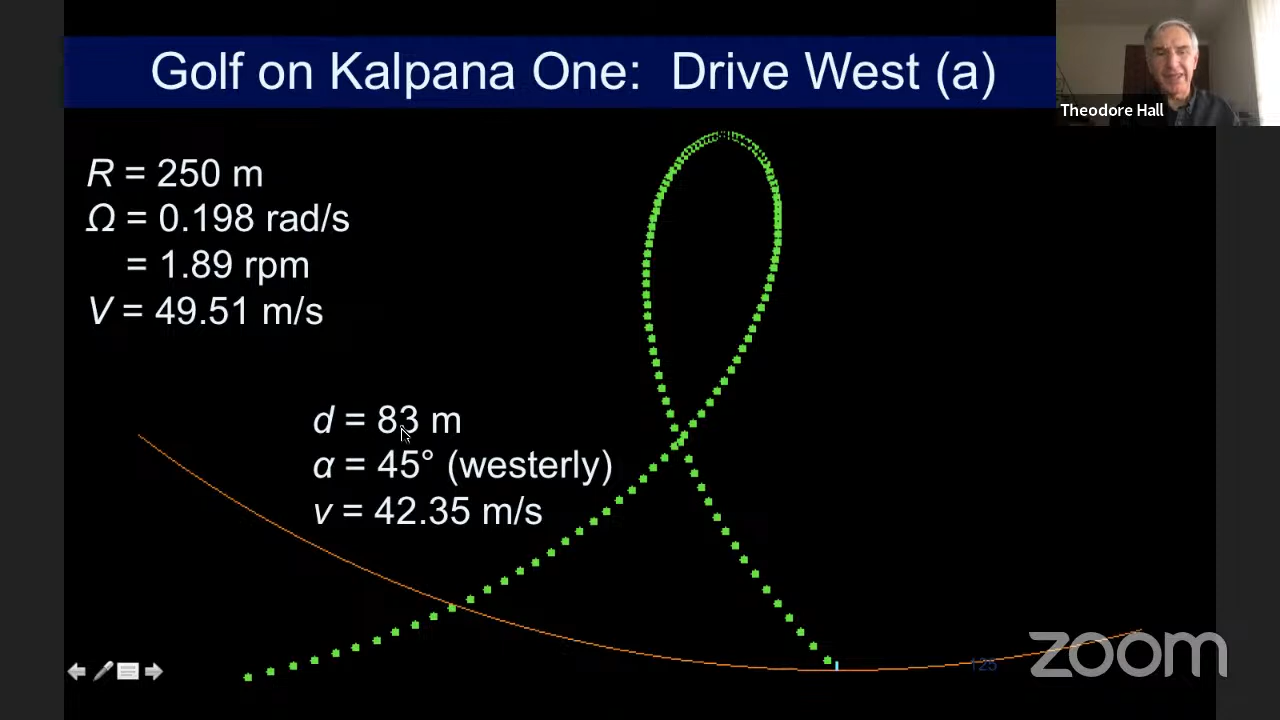 Golf on Kalpana One: Drive West (a)
Theodore Hall
R = 250 m
Ω = 0.198 rad/s
= 1.89 rpm
V = 49.51 m/s
d = 83 m
α = 45° (westerly)
v = 42.35 m/s
125
zoom